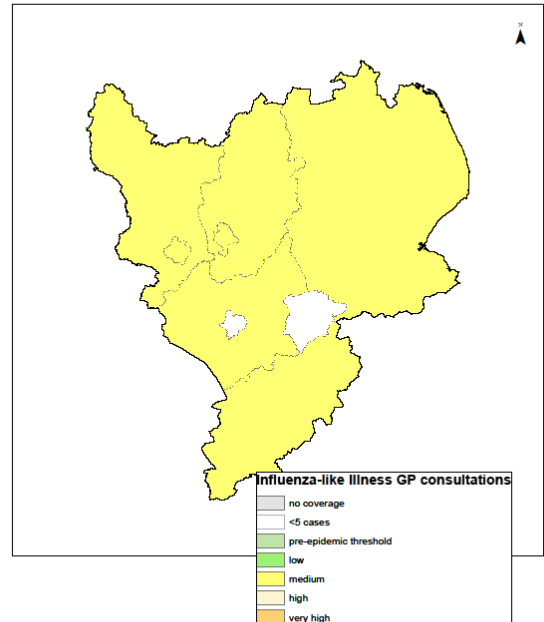 N
Influenza-like Illness GP consultations
no coverage
<5 cases
pre-epidemic threshold
low
medium
high
very high